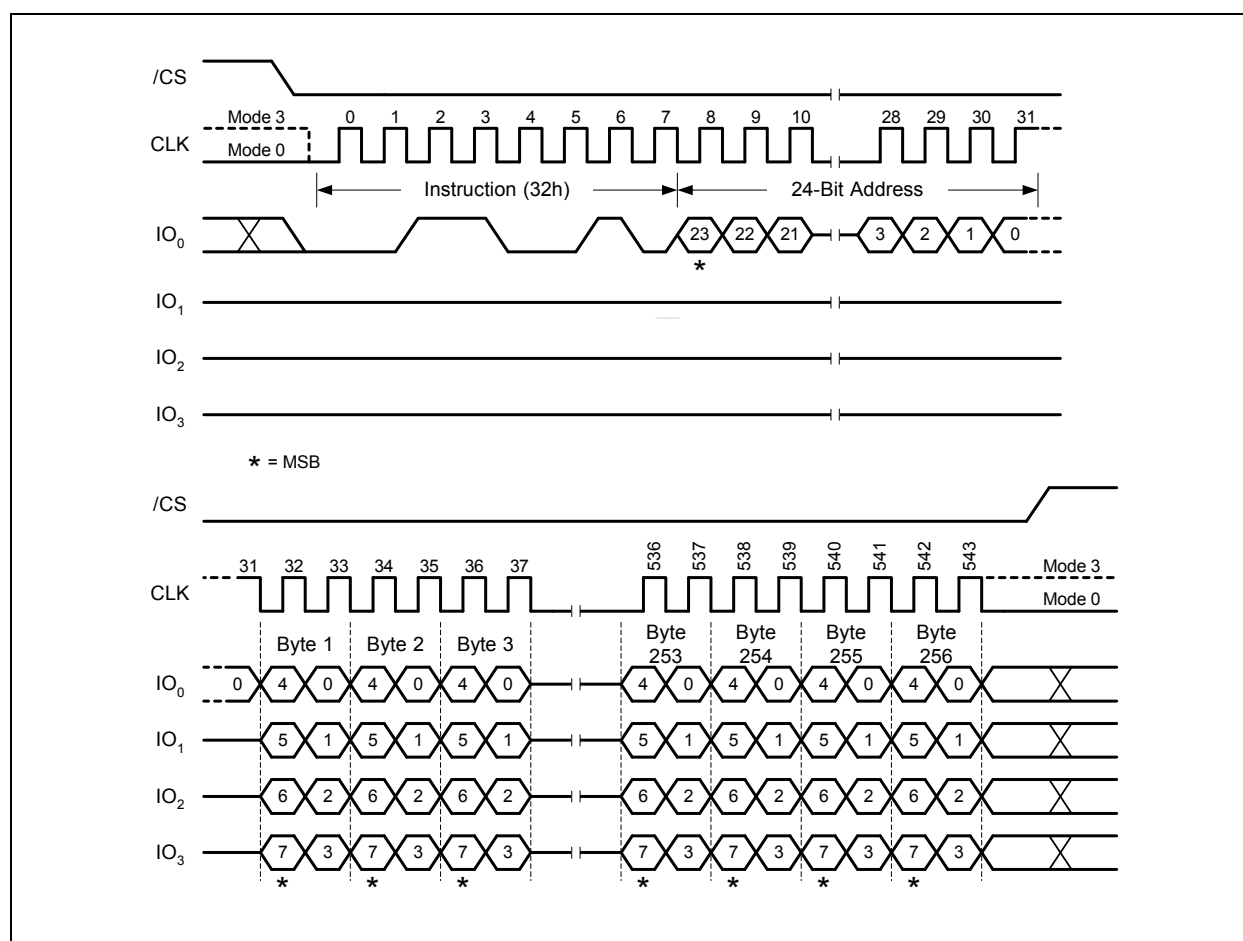 /CS
Mode 3 0 1 2 3 4 5 6 7 8 9 10 28 29 30 31
CLK
Mode 0
Instruction (32h) 24-Bit Address
IO0 23 22 21 3 2 1 0
*
IO1
IO2
IO3
* = MSB
/CS
31 32 33 34 35 36 37 536 537 538 539 540 541 542 543 Mode 3
CLK
Mode 0
Byte 1 Byte 2 Byte 3 Byte 253 Byte 254 Byte 255 Byte 256
IO0 0 4 0 4 0 4 0 4 0 4 0 4 0 4 0
IO1 5 1 5 1 5 1 5 1 5 1 5 1 5 1
IO2 6 2 6 2 6 2 6 2 6 2 6 2 6 2
IO3 7 3 7 3 7 3 7 3 7 3 7 3 7 3
* * * * * * *